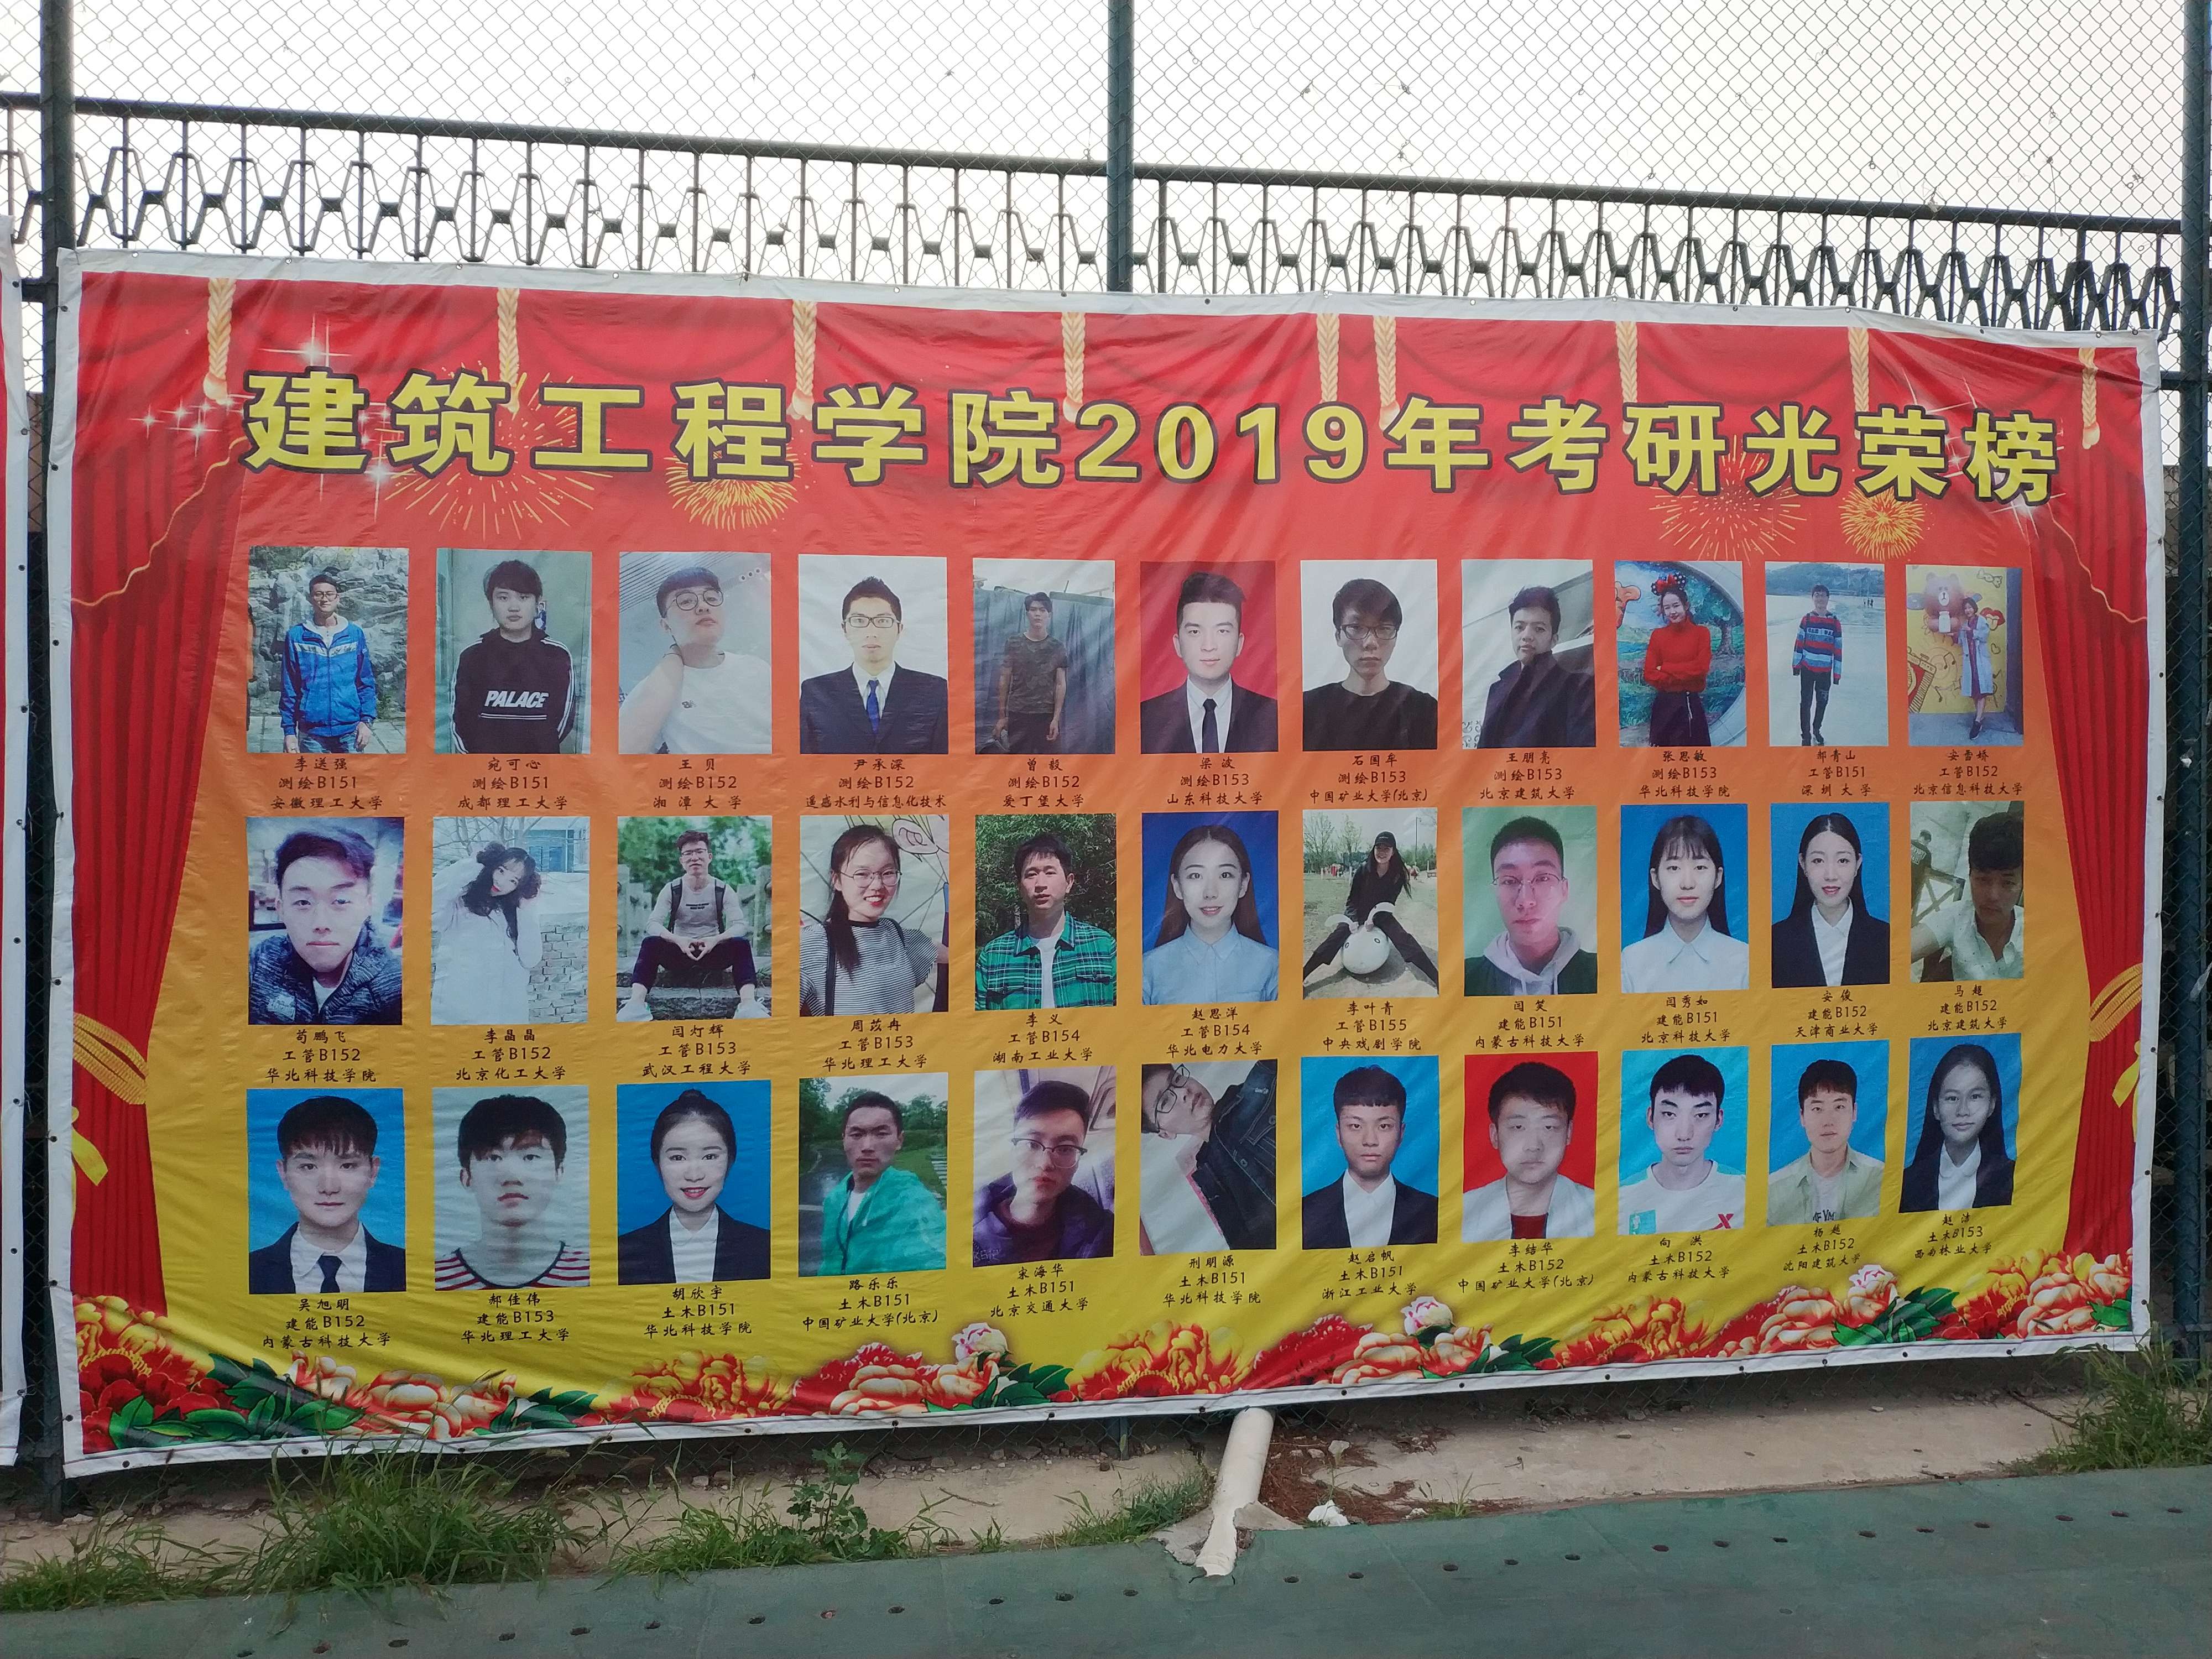 建筑工程学院2019年考研光荣榜
PALACE
李送强 宛可心 王贝 尹承深 曾毅 梁波 石国牟 王朋亮 张思敏 郝青山 安雪娇
测绘B151 测绘B151 测绘B152 测绘B152 测绘B152 测绘B153 测绘B153 测绘B153 测绘B153 工管B151 工管B152
安徽理工大学 成都理工大学 湘潭大学 遥感水利与信息化技术 爱丁堡大学 山东科技大学 中国矿业大学(北京) 北京建筑大学 华北科技学院 深圳大学 北京信息科技大学
苟鹏飞 李晶晶 闫灯辉 周苡冉 李义 赵思洋 李叶青 闫笑 闫秀如 安俊 马超
工管B152 工管B152 工管B153 工管B153 工管B154 工管B154 工管B155 建能B151 建能B151 建能B152 建能B152
华北科技学院 北京化工大学 武汉工程大学 华北理工大学 湖南工业大学 华北电力大学 中央戏剧学院 内蒙古科技大学 北京科技大学 天津商业大学 北京建筑大学
吴旭明 郝佳伟 胡欣宇 路乐乐 宋海华 刑明源 赵启帆 李结华 向洪 杨越 赵洁
建能B152 建能B153 土木B151 土木B151 土木B151 土木B151 土木B151 土木B152 土木B152 土木B152 土木B153
内蒙古科技大学 华北理工大学 华北科技学院 中国矿业大学(北京) 北京交通大学 华北科技学院 浙江工业大学 中国矿业大学(北京) 内蒙古科技大学 沈阳建筑大学 西南林业大学